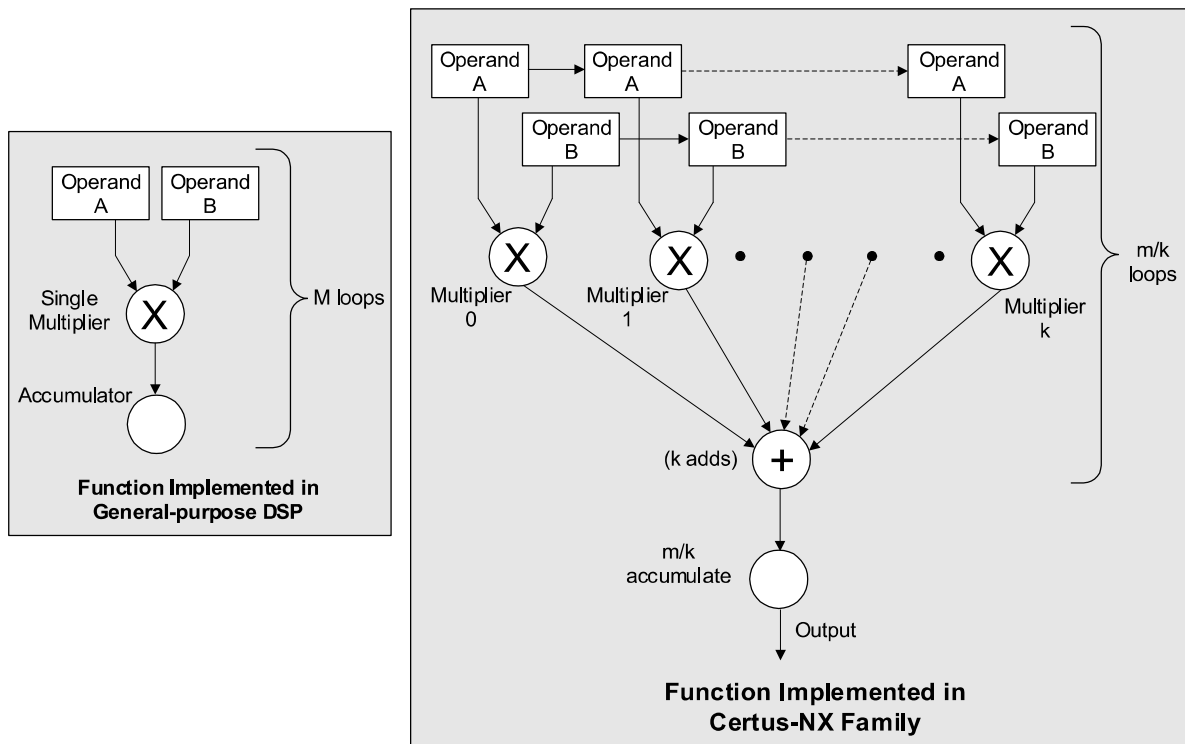 Operand
A
Operand
B
Single
Multiplier
X
M loops
Accumulator
Function Implemented in
General-purpose DSP
Operand
A
Operand
A
Operand
A
Operand
B
Operand
B
Operand
B
X
X
X
Multiplier
0
Multiplier
1
Multiplier
k
m/k
loops
(k adds)
+
m/k
accumulate
Output
Function Implemented in
Certus-NX Family